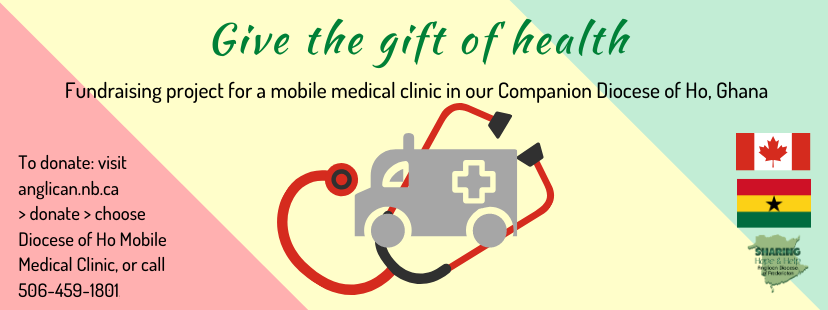 Give the gift of health
Fundraising project for a mobile medical clinic in our Companion Diocese of Ho, Ghana
To donate: visit
anglican.nb.ca
> donate > choose
Diocese of Ho Mobile
Medical Clinic, or call
506-459-1801
SHARING
Hope & Help
Anglican Diocese
of Fredericton